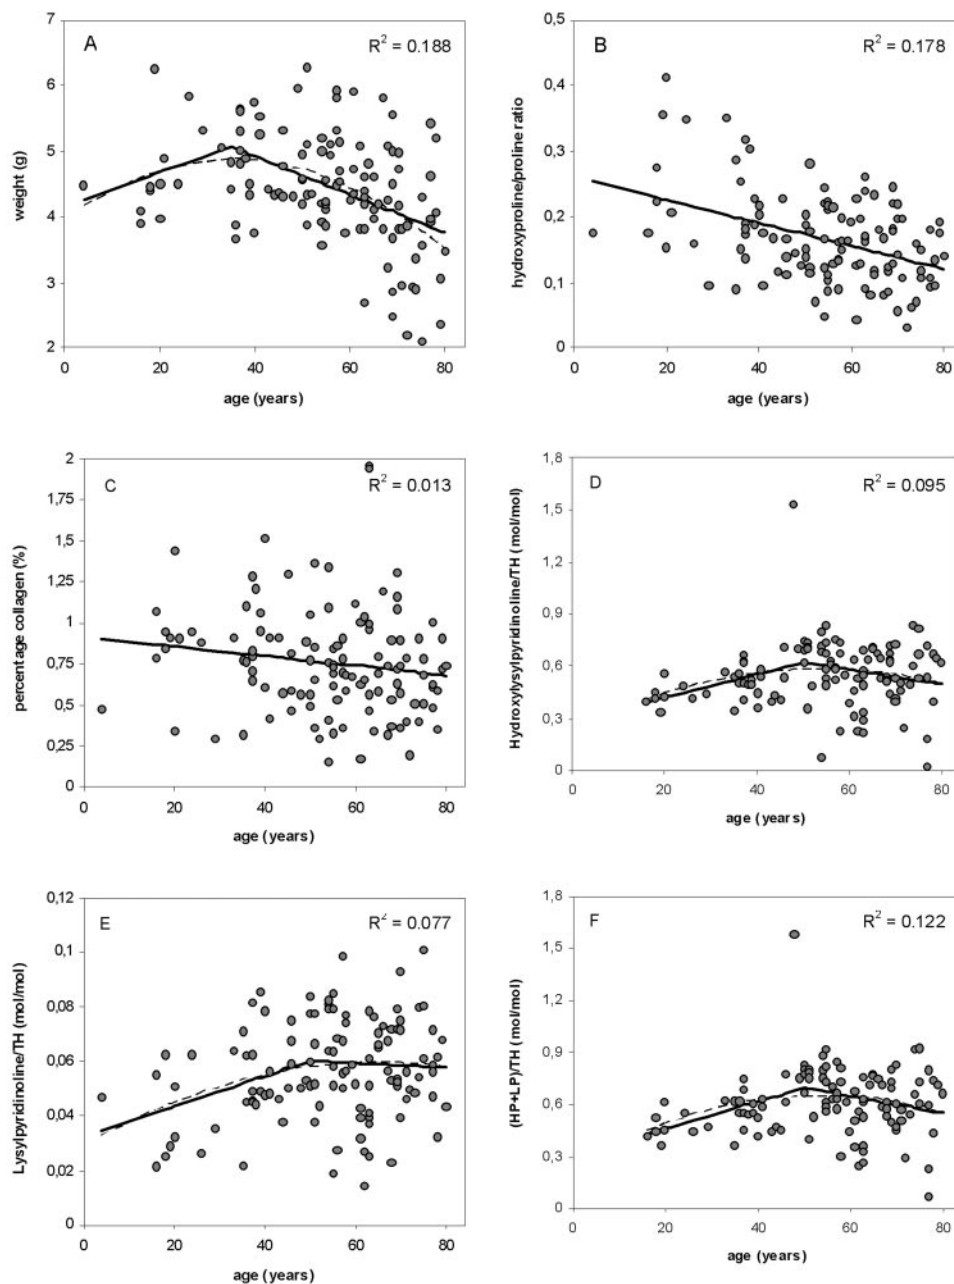 A
R² = 0.188
weight (g)
7
6
5
4
3
2
0 20 40 60 80
age (years)
B
R² = 0.178
hydroxyproline/proline ratio
0,5
0,4
0,3
0,2
0,1
0
0 20 40 60 80
age (years)
C
R² = 0.013
percentage collagen (%)
2
1,75
1,5
1,25
1
0,75
0,5
0,25
0
0 20 40 60 80
age (years)
D
R² = 0.095
Hydroxylysylpyridinoline/TH (mol/mol)
1,8
1,5
1,2
0,9
0,6
0,3
0
0 20 40 60 80
age (years)
E
R² = 0.077
Lysylpyridinoline/TH (mol/mol)
0,12
0,1
0,08
0,06
0,04
0,02
0
0 20 40 60 80
age (years)
F
R² = 0.122
(HP+LP)/TH (mol/mol)
1,8
1,5
1,2
0,9
0,6
0,3
0
0 20 40 60 80
age (years)